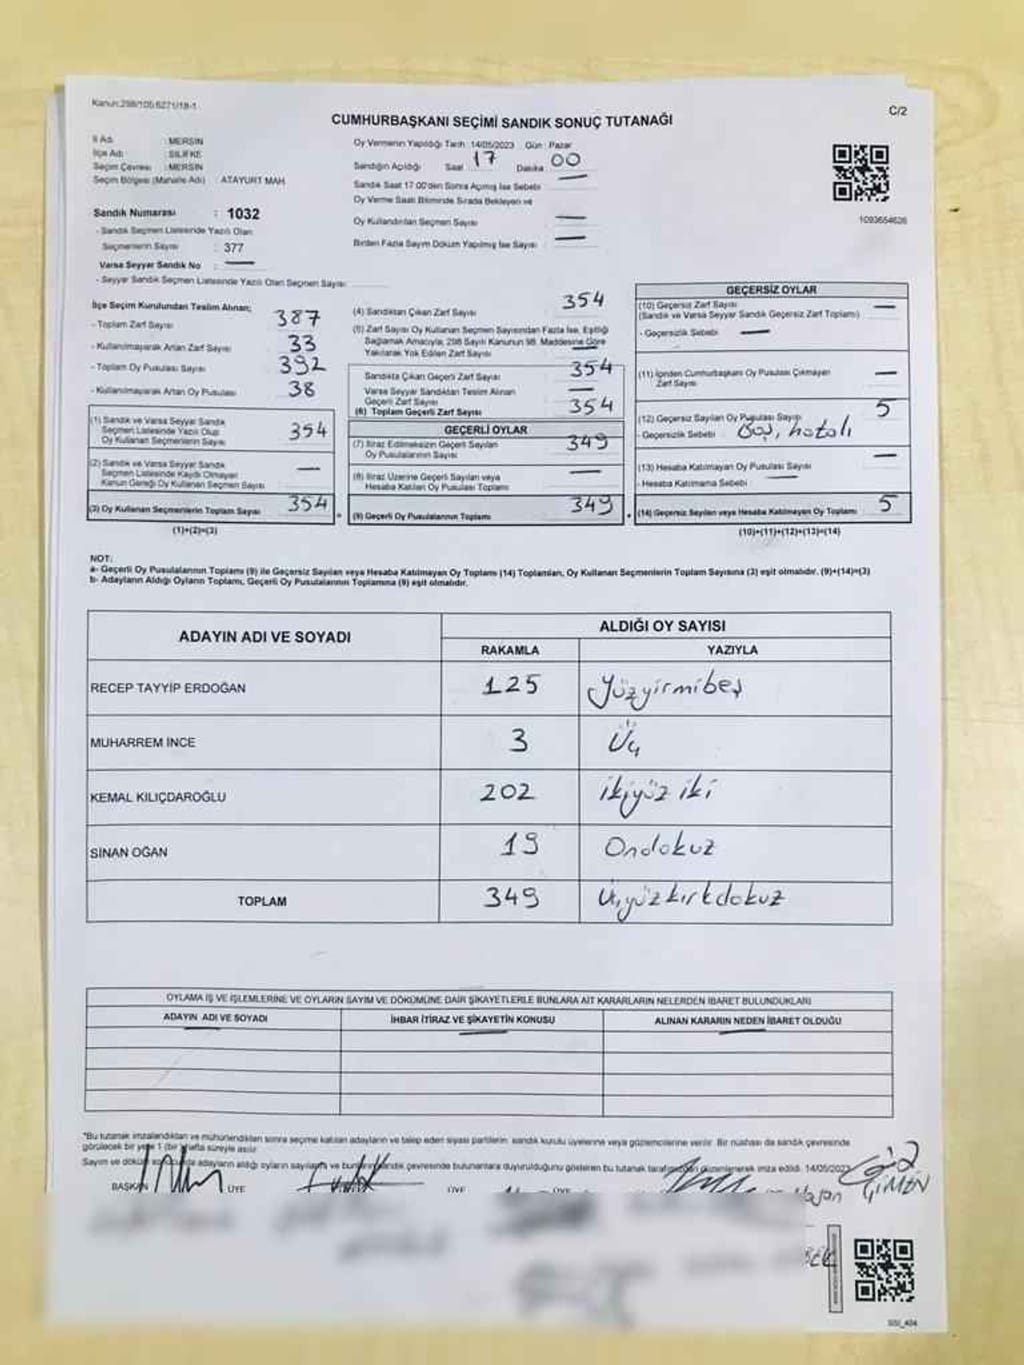 Kanun:298/105;6271/18-1
C/2
CUMHURBAŞKANI SEÇİMİ SANDIK SONUÇ TUTANAĞI
İl Adı : MERSİN
İlçe Adı : SİLİFKE
Seçim Çevresi : MERSİN
Seçim Bölgesi (Mahalle Adı) : ATAYURT MAH
Sandık Numarası : 1032
- Sandık Seçmen Listesinde Yazılı Olan
Seçmenlerin Sayısı : 377
Varsa Seyyar Sandık No : —
- Seyyar Sandık Seçmen Listesinde Yazılı Olan Seçmen Sayısı:
Oy Vermenin Yapıldığı Tarih: 14/05/2023 Gün : Pazar
Sandığın Açıldığı Saat 17 Dakika 00
Sandık Saat 17.00'den Sonra Açılmış İse Sebebi —
Oy Verme Saati Bitiminde Sırada Bekleyen ve
Oy Kullandırılan Seçmen Sayısı —
Birden Fazla Sayım Döküm Yapılmış İse Sayısı —
1093654626
İlçe Seçim Kurulundan Teslim Alınan;
- Toplam Zarf Sayısı 387
- Kullanılmayarak Artan Zarf Sayısı 33
- Toplam Oy Pusulası Sayısı 392
- Kullanılmayarak Artan Oy Pusulası 38
(1) Sandık ve Varsa Seyyar Sandık
Seçmen Listesinde Yazılı Olup
Oy Kullanan Seçmenlerin Sayısı 354
(2) Sandık ve Varsa Seyyar Sandık
Seçmen Listesinde Kaydı Olmayan
Kanun Gereği Oy Kullanan Seçmen Sayısı —
(3) Oy Kullanan Seçmenlerin Toplam Sayısı 354
(1)+(2)=(3)
(4) Sandıktan Çıkan Zarf Sayısı 354
(5) Zarf Sayısı Oy Kullanan Seçmen Sayısından Fazla İse, Eşitliği
Sağlamak Amacıyla, 298 Sayılı Kanunun 98. Maddesine Göre
Yakılarak Yok Edilen Zarf Sayısı —
Sandıkta Çıkan Geçerli Zarf Sayısı 354
Varsa Seyyar Sandıktan Teslim Alınan
Geçerli Zarf Sayısı —
(6) Toplam Geçerli Zarf Sayısı 354
GEÇERLİ OYLAR
(7) İtiraz Edilmeksizin Geçerli Sayılan
Oy Pusulalarının Sayısı 349
(8) İtiraz Üzerine Geçerli Sayılan veya
Hesaba Katılan Oy Pusulası Toplamı —
(9) Geçerli Oy Pusulalarının Toplamı 349
GEÇERSİZ OYLAR
(10) Geçersiz Zarf Sayısı —
(Sandık ve Varsa Seyyar Sandık Geçersiz Zarf Toplamı)
- Geçersizlik Sebebi : —
(11) İçinden Cumhurbaşkanı Oy Pusulası Çıkmayan
Zarf Sayısı —
(12) Geçersiz Sayılan Oy Pusulası Sayısı 5
- Geçersizlik Sebebi : Boş, hatalı
(13) Hesaba Katılmayan Oy Pusulası Sayısı —
- Hesaba Katılmama Sebebi : —
(14) Geçersiz Sayılan veya Hesaba Katılmayan Oy Toplamı 5
(10)+(11)+(12)+(13)=(14)
NOT:
a- Geçerli Oy Pusulalarının Toplamı (9) ile Geçersiz Sayılan veya Hesaba Katılmayan Oy Toplamı (14) Toplamları, Oy Kullanan Seçmenlerin Toplam Sayısına (3) eşit olmalıdır. (9)+(14)=(3)
b- Adayların Aldığı Oyların Toplamı, Geçerli Oy Pusulalarının Toplamına (9) eşit olmalıdır.
ADAYIN ADI VE SOYADI
ALDIĞI OY SAYISI
RAKAMLA YAZIYLA
RECEP TAYYİP ERDOĞAN 125 Yüzyirmibeş
MUHARREM İNCE 3 Üç
KEMAL KILIÇDAROĞLU 202 ikiyüz iki
SİNAN OĞAN 19 Ondokuz
TOPLAM 349 Üçyüzkırkdokuz
OYLAMA İŞ VE İŞLEMLERİNE VE OYLARIN SAYIM VE DÖKÜMÜNE DAİR ŞİKAYETLERLE BUNLARA AİT KARARLARIN NELERDEN İBARET BULUNDUKLARI
ADAYIN ADI VE SOYADI İHBAR İTİRAZ VE ŞİKAYETİN KONUSU ALINAN KARARIN NEDEN İBARET OLDUĞU
*Bu tutanak imzalandıktan ve mühürlendikten sonra seçime katılan adayların ve talep eden siyasi partilerin sandık kurulu üyelerine veya gözlemcilerine verilir. Bir nüshası da sandık çevresinde
görülecek bir yere 1 (bir) hafta süreyle asılır.
Sayım ve döküm adayların aldığı oyların sayılarını ve bunların sandık çevresinde bulunanlara duyurulduğunu gösteren bu tutanak düzenlenerek imza edildi. 14/05/2023
BAŞKAN ÜYE ÜYE ÜYE
ÇİMEN